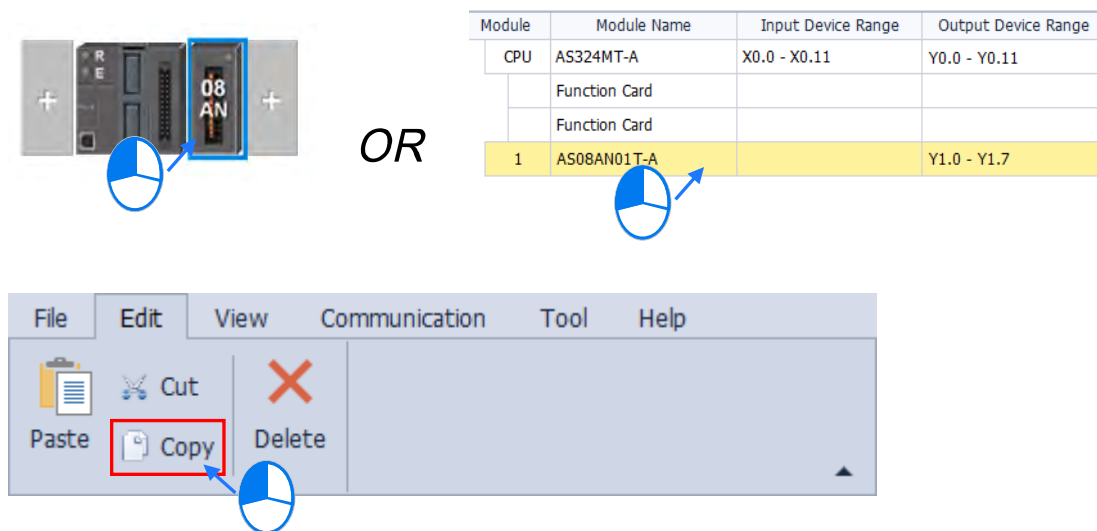 R
E
08
AN
OR
Module Module Name Input Device Range Output Device Range
CPU AS324MT-A X0.0 - X0.11 Y0.0 - Y0.11
Function Card
Function Card
1 AS08AN01T-A Y1.0 - Y1.7
File Edit View Communication Tool Help
Cut
Paste Copy Delete